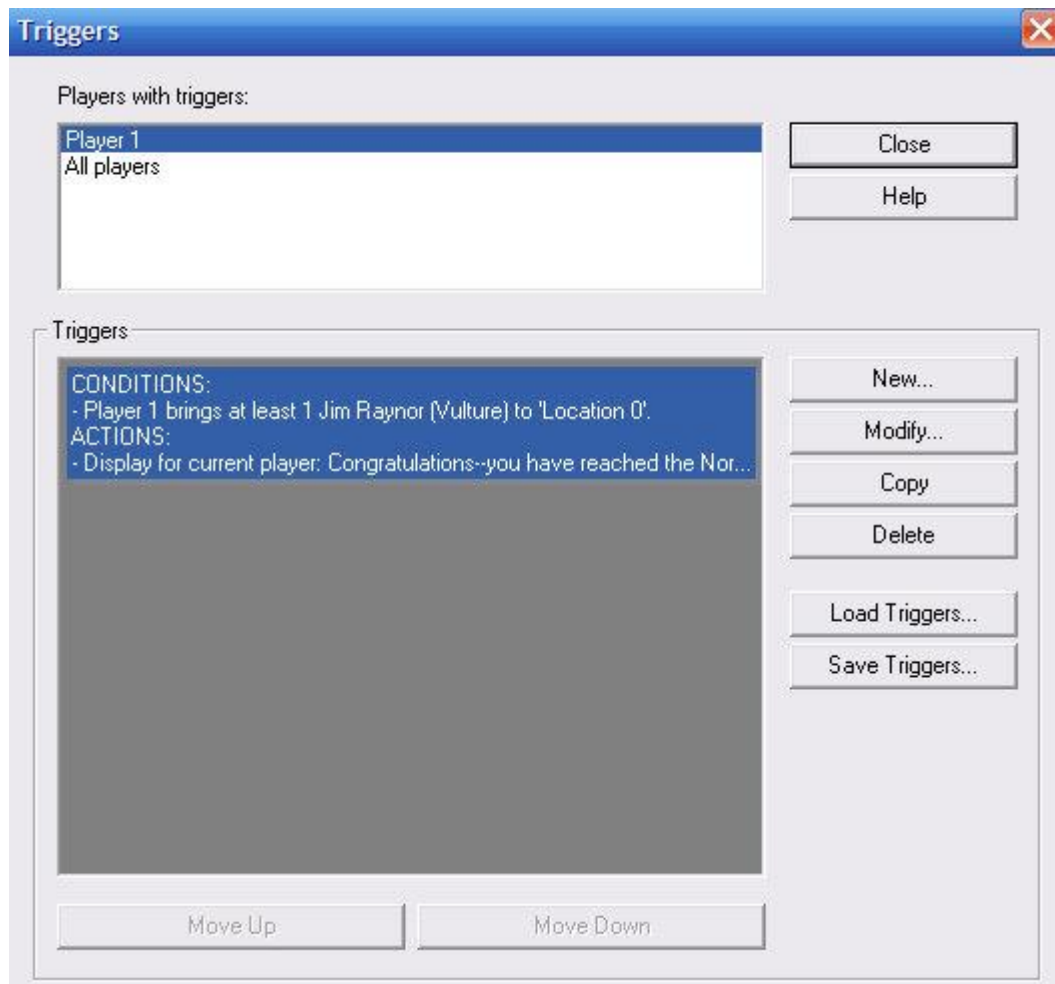 Triggers
Players with triggers:
Player 1
All players
Close
Help
Triggers
CONDITIONS:
- Player 1 brings at least 1 Jim Raynor (Vulture) to 'Location 0'.
ACTIONS:
- Display for current player: Congratulations--you have reached the Nor...
New...
Modify...
Copy
Delete
Load Triggers...
Save Triggers...
Move Up
Move Down